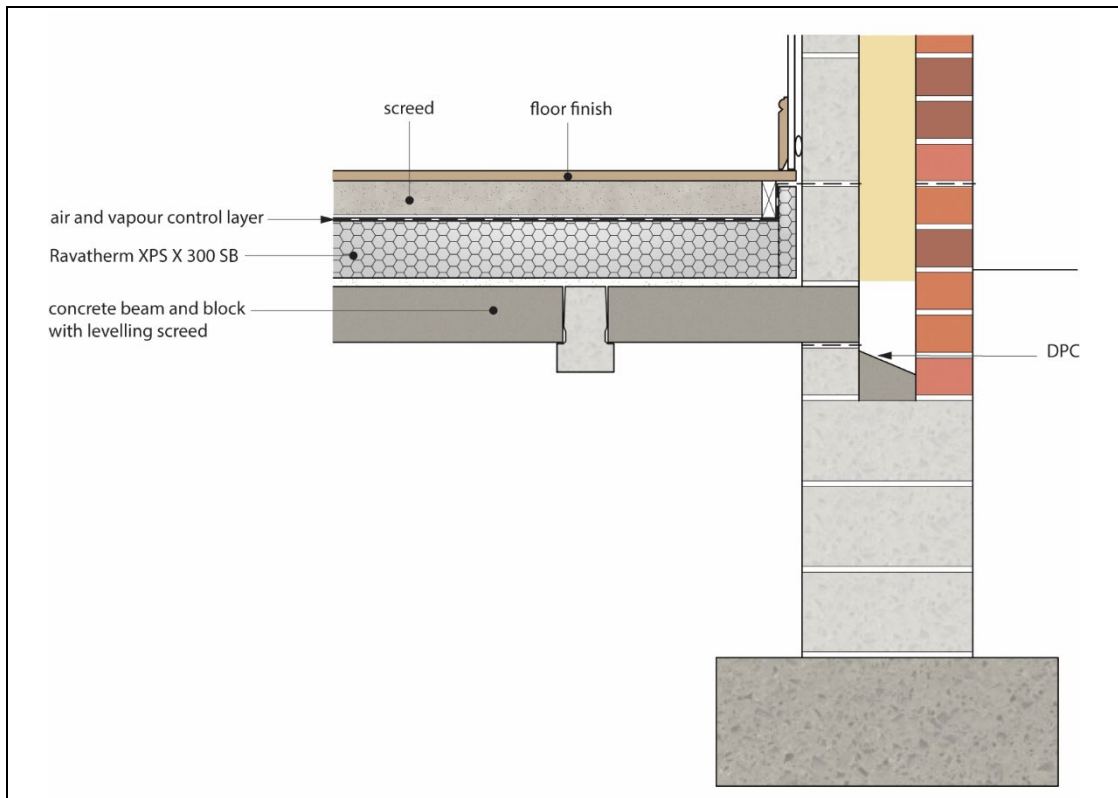 screed
floor finish
air and vapour control layer
Ravatherm XPS X 300 SB
concrete beam and block
with levelling screed
DPC